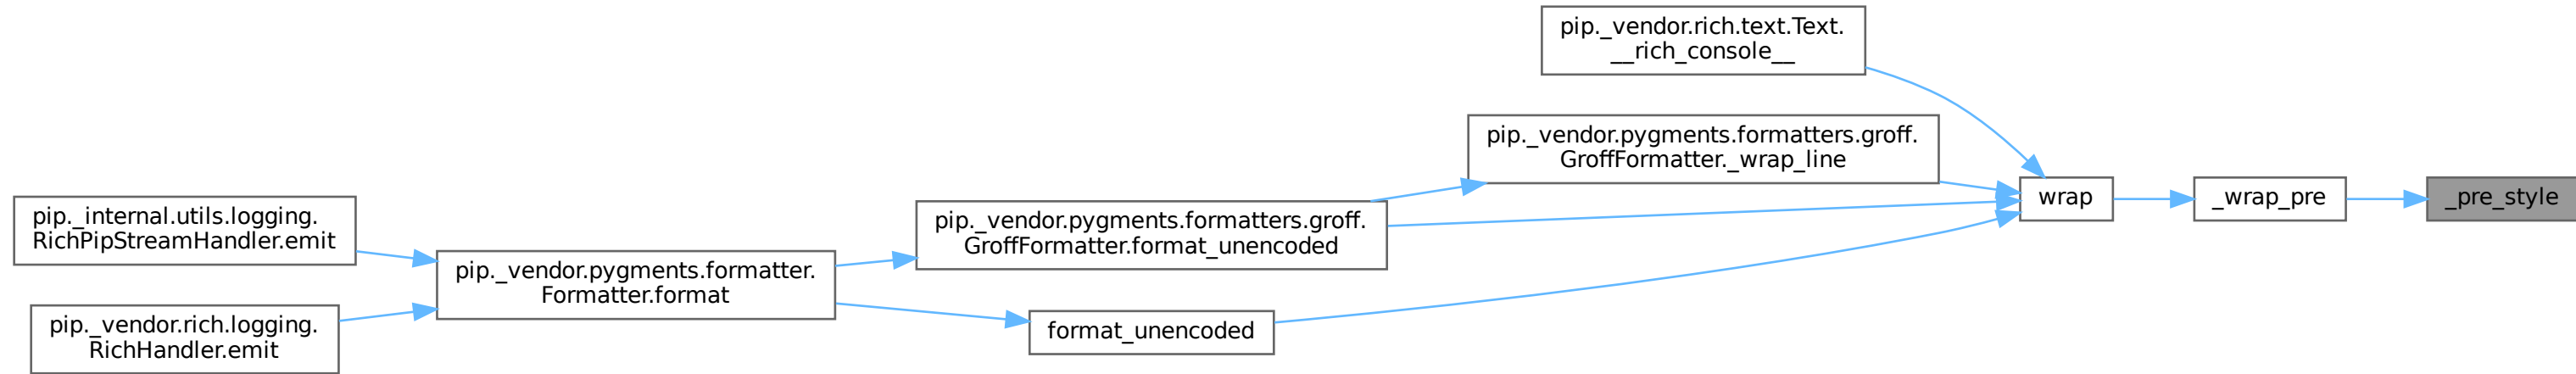 pip._vendor.rich.text.Text.
__rich_console__
pip._vendor.pygments.formatters.groff.
GroffFormatter._wrap_line
pip._internal.utils.logging.
RichPipStreamHandler.emit
pip._vendor.pygments.formatters.groff.
GroffFormatter.format_unencoded
wrap
_wrap_pre
_pre_style
pip._vendor.pygments.formatter.
Formatter.format
pip._vendor.rich.logging.
RichHandler.emit
format_unencoded